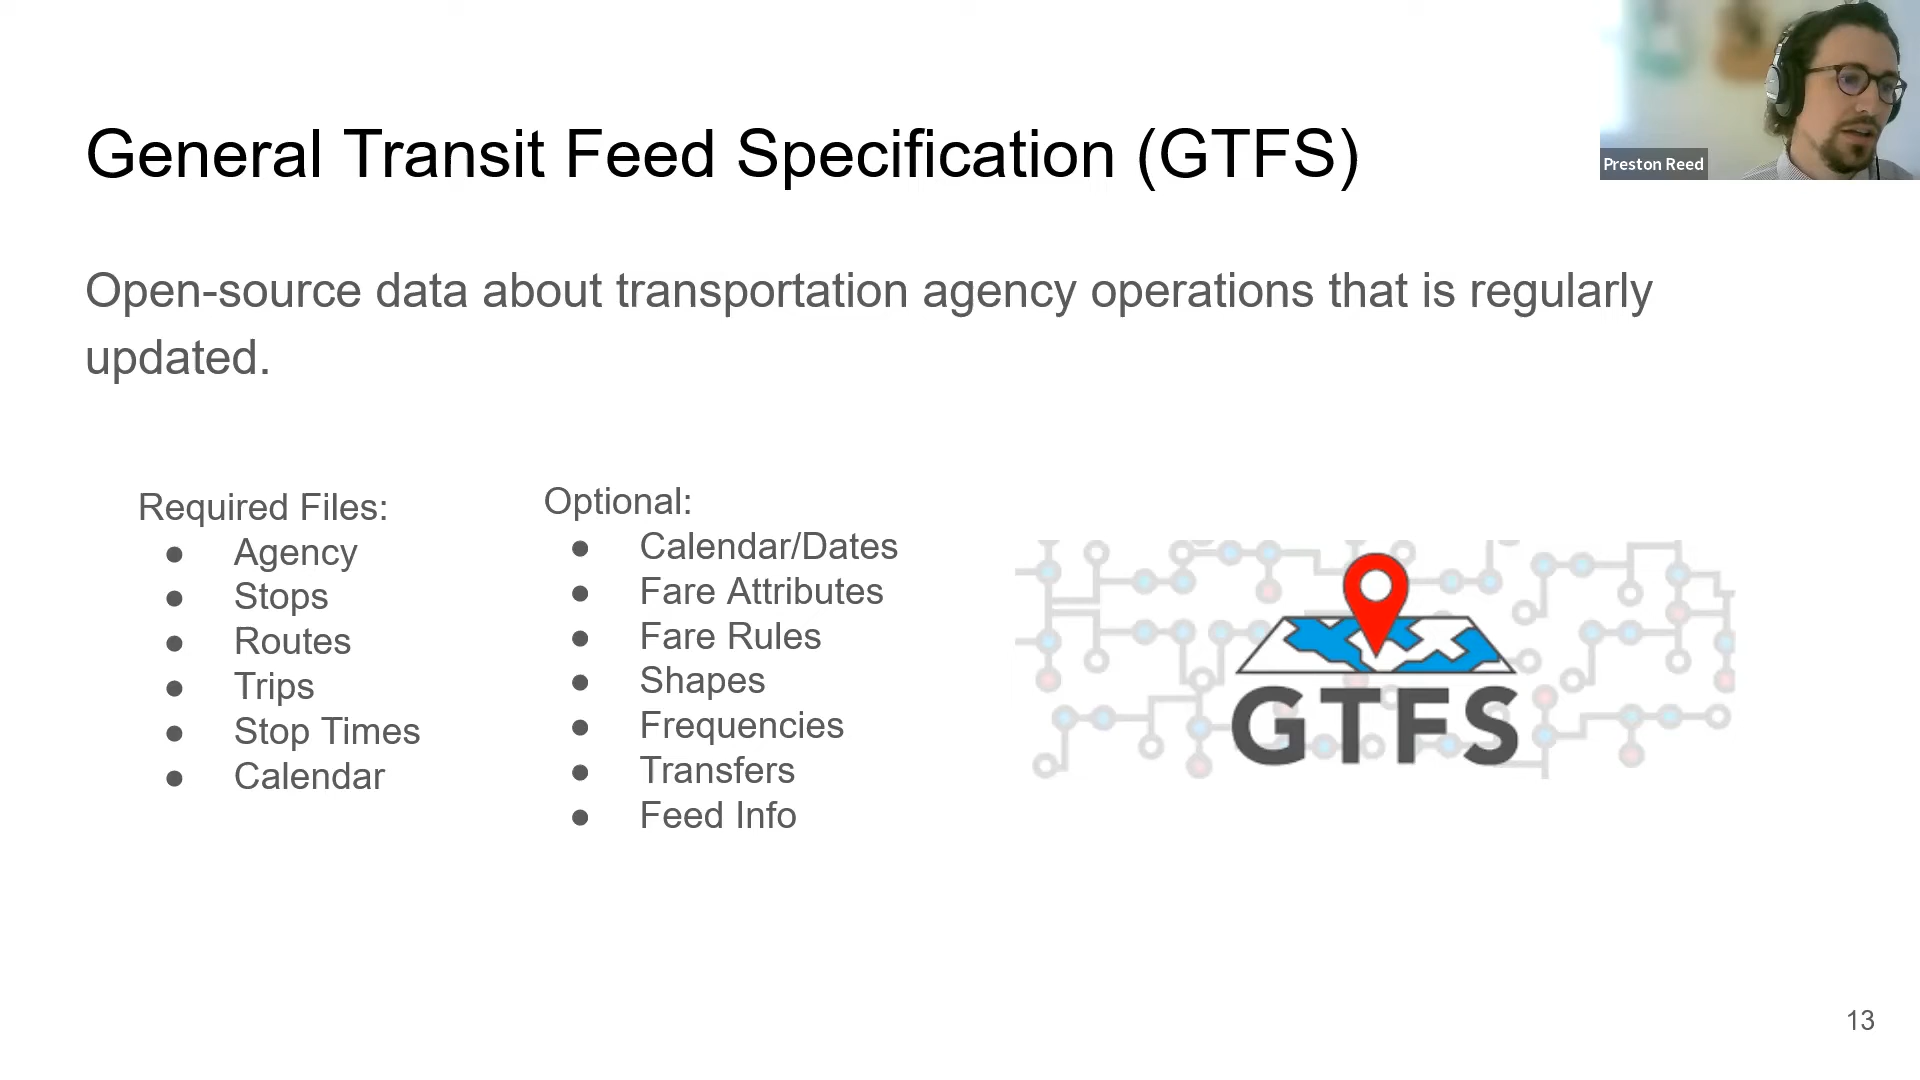 General Transit Feed Specification (GTFS)
Preston Reed
Open-source data about transportation agency operations that is regularly
updated.
Required Files:
● Agency
● Stops
● Routes
● Trips
● Stop Times
● Calendar
Optional:
● Calendar/Dates
● Fare Attributes
● Fare Rules
● Shapes
● Frequencies
● Transfers
● Feed Info
GTFS
13